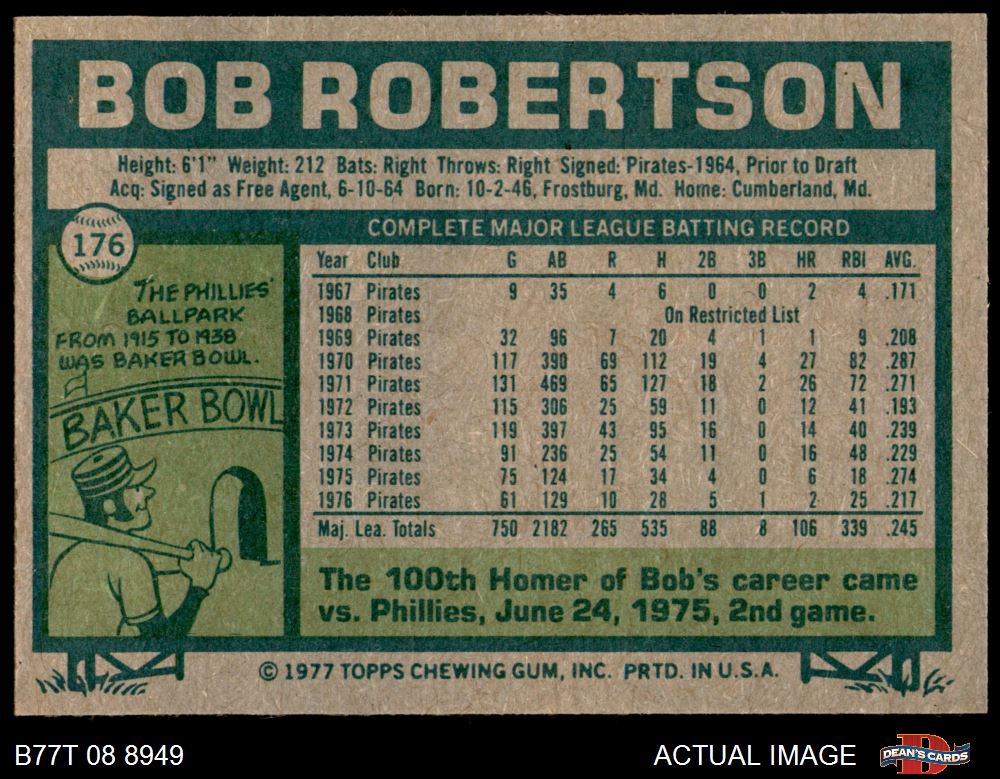 BOB ROBERTSON
Height: 6'1" Weight: 212 Bats: Right Throws: Right Signed: Pirates-1964, Prior to Draft
Acq: Signed as Free Agent, 6-10-64 Born: 10-2-46, Frostburg, Md. Home: Cumberland, Md.
176
THE PHILLIES'
BALLPARK
FROM 1915 TO 1938
WAS BAKER BOWL.
BAKER BOWL
COMPLETE MAJOR LEAGUE BATTING RECORD
Year Club G AB R H 2B 3B HR RBI AVG.
1967 Pirates 9 35 4 6 0 0 2 4 .171
1968 Pirates On Restricted List
1969 Pirates 32 96 7 20 4 1 1 9 .208
1970 Pirates 117 390 69 112 19 4 27 82 .287
1971 Pirates 131 469 65 127 18 2 26 72 .271
1972 Pirates 115 306 25 59 11 0 12 41 .193
1973 Pirates 119 397 43 95 16 0 14 40 .239
1974 Pirates 91 236 25 54 11 0 16 48 .229
1975 Pirates 75 124 17 34 4 0 6 18 .274
1976 Pirates 61 129 10 28 5 1 2 25 .217
Maj. Lea. Totals 750 2182 265 535 88 8 106 339 .245
The 100th Homer of Bob's career came
vs. Phillies, June 24, 1975, 2nd game.
© 1977 TOPPS CHEWING GUM, INC. PRTD. IN U.S.A.
B77T 08 8949
ACTUAL IMAGE
DEAN'S CARDS